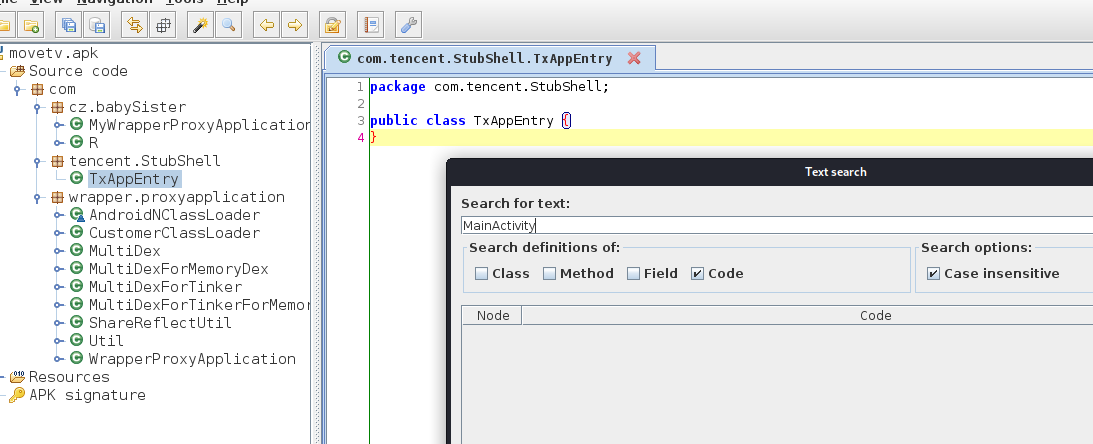 View Navigation Tools Help
movetv.apk
Source code
com
cz.babySister
MyWrapperProxyApplication
R
tencent.StubShell
TxAppEntry
wrapper.proxyapplication
AndroidNClassLoader
CustomerClassLoader
MultiDex
MultiDexForMemoryDex
MultiDexForTinker
MultiDexForTinkerForMemor
ShareReflectUtil
Util
WrapperProxyApplication
Resources
APK signature
com.tencent.StubShell.TxAppEntry
1 package com.tencent.StubShell;
2
3 public class TxAppEntry {
4 }
Text search
Search for text:
MainActivity
Search definitions of:
Class Method Field Code
Search options:
Case insensitive
Node Code